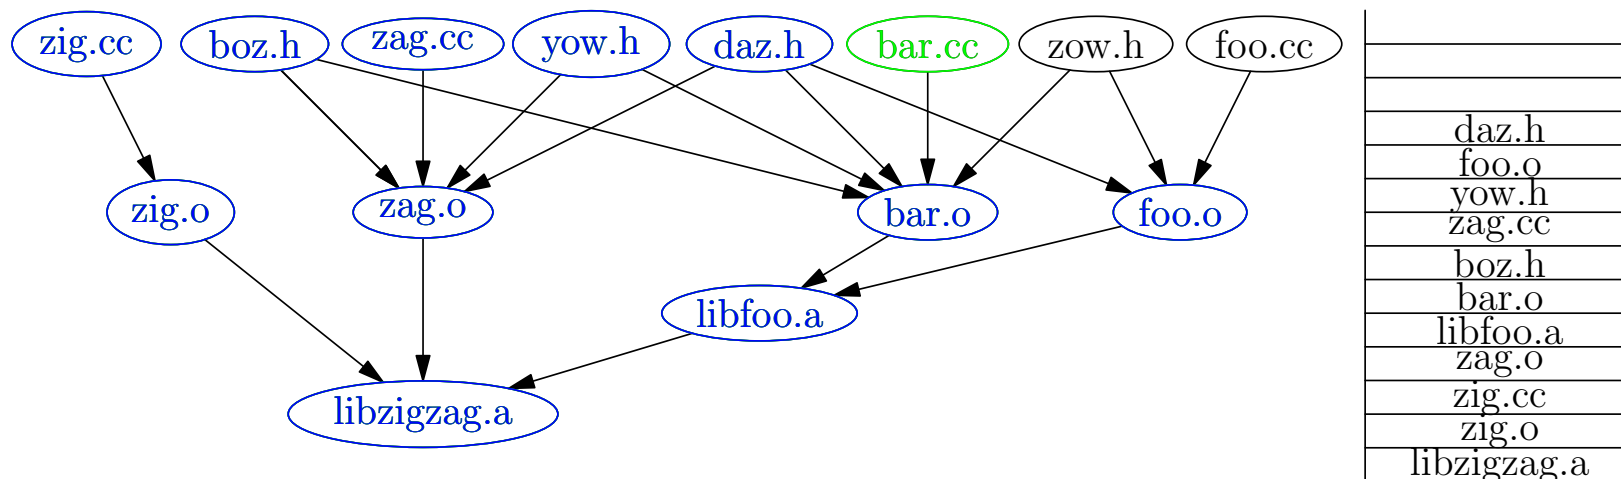 zig.cc boz.h zag.cc yow.h daz.h bar.cc zow.h foo.cc
zig.o zag.o bar.o foo.o
libfoo.a
libzigzag.a
daz.h
foo.o
yow.h
zag.cc
boz.h
bar.o
libfoo.a
zag.o
zig.cc
zig.o
libzigzag.a